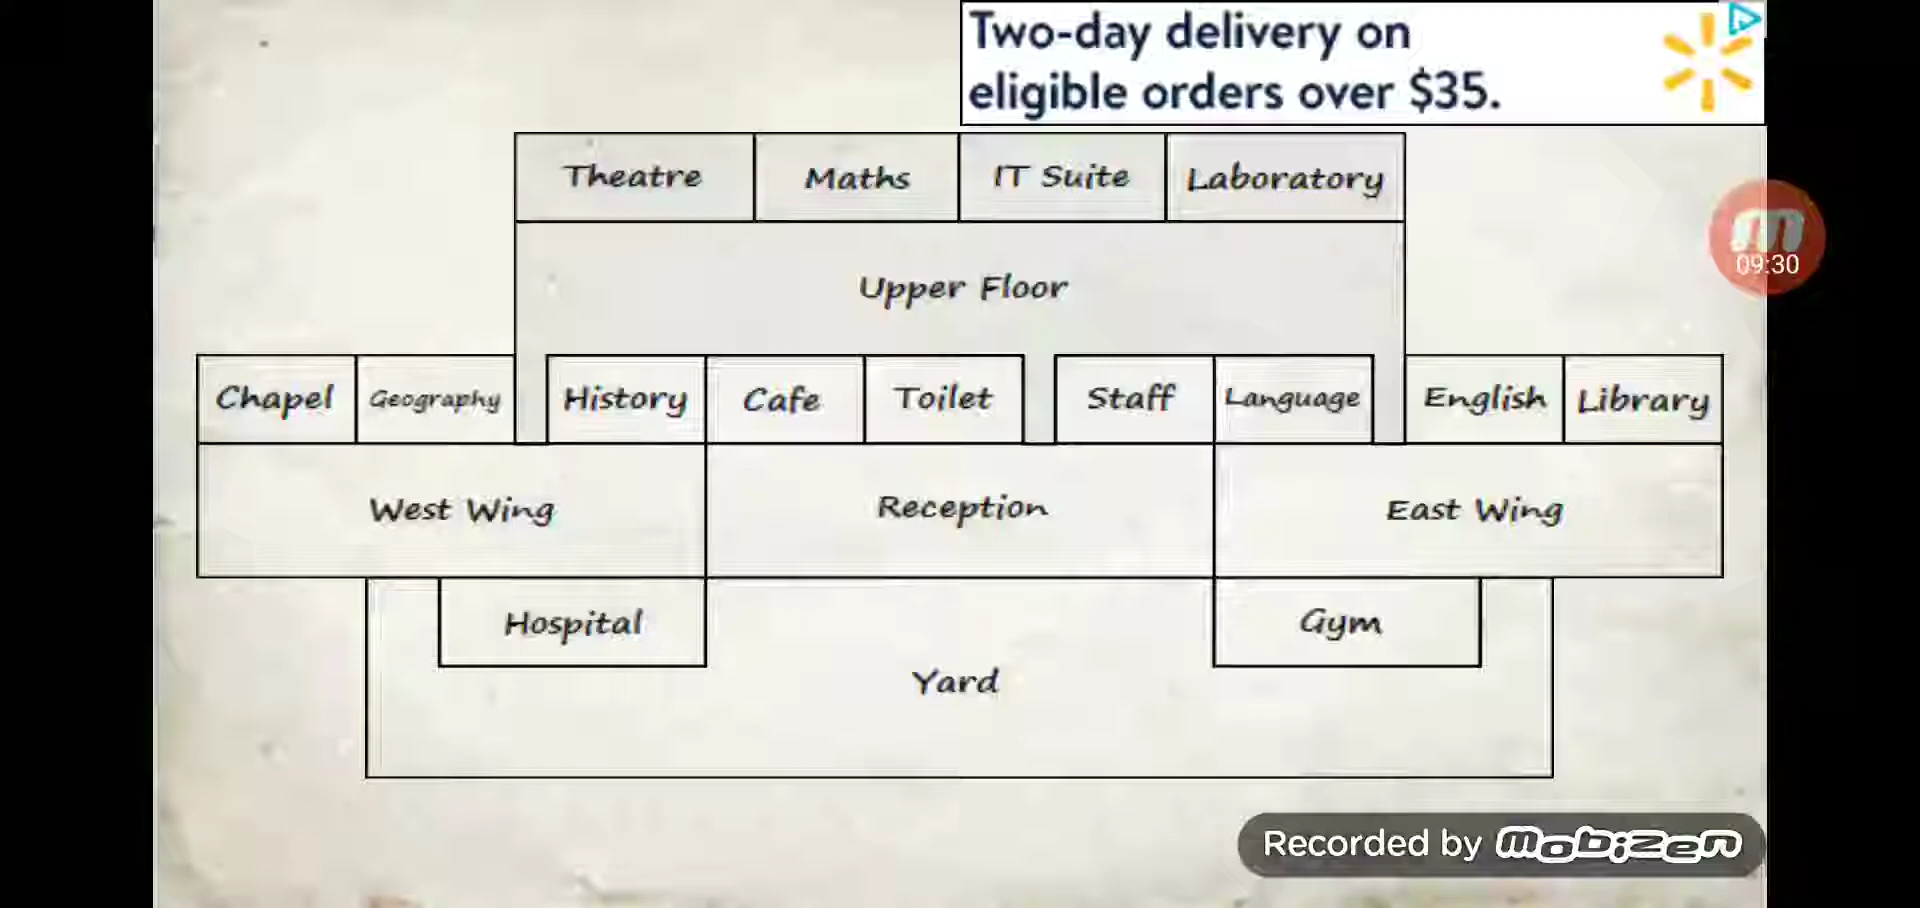 Two-day delivery on
eligible orders over $35.
Theatre Maths IT Suite Laboratory
09:30
Upper Floor
Chapel Geography History Cafe Toilet Staff Language English Library
West Wing Reception East Wing
Hospital Gym
Yard
Recorded by mobizen